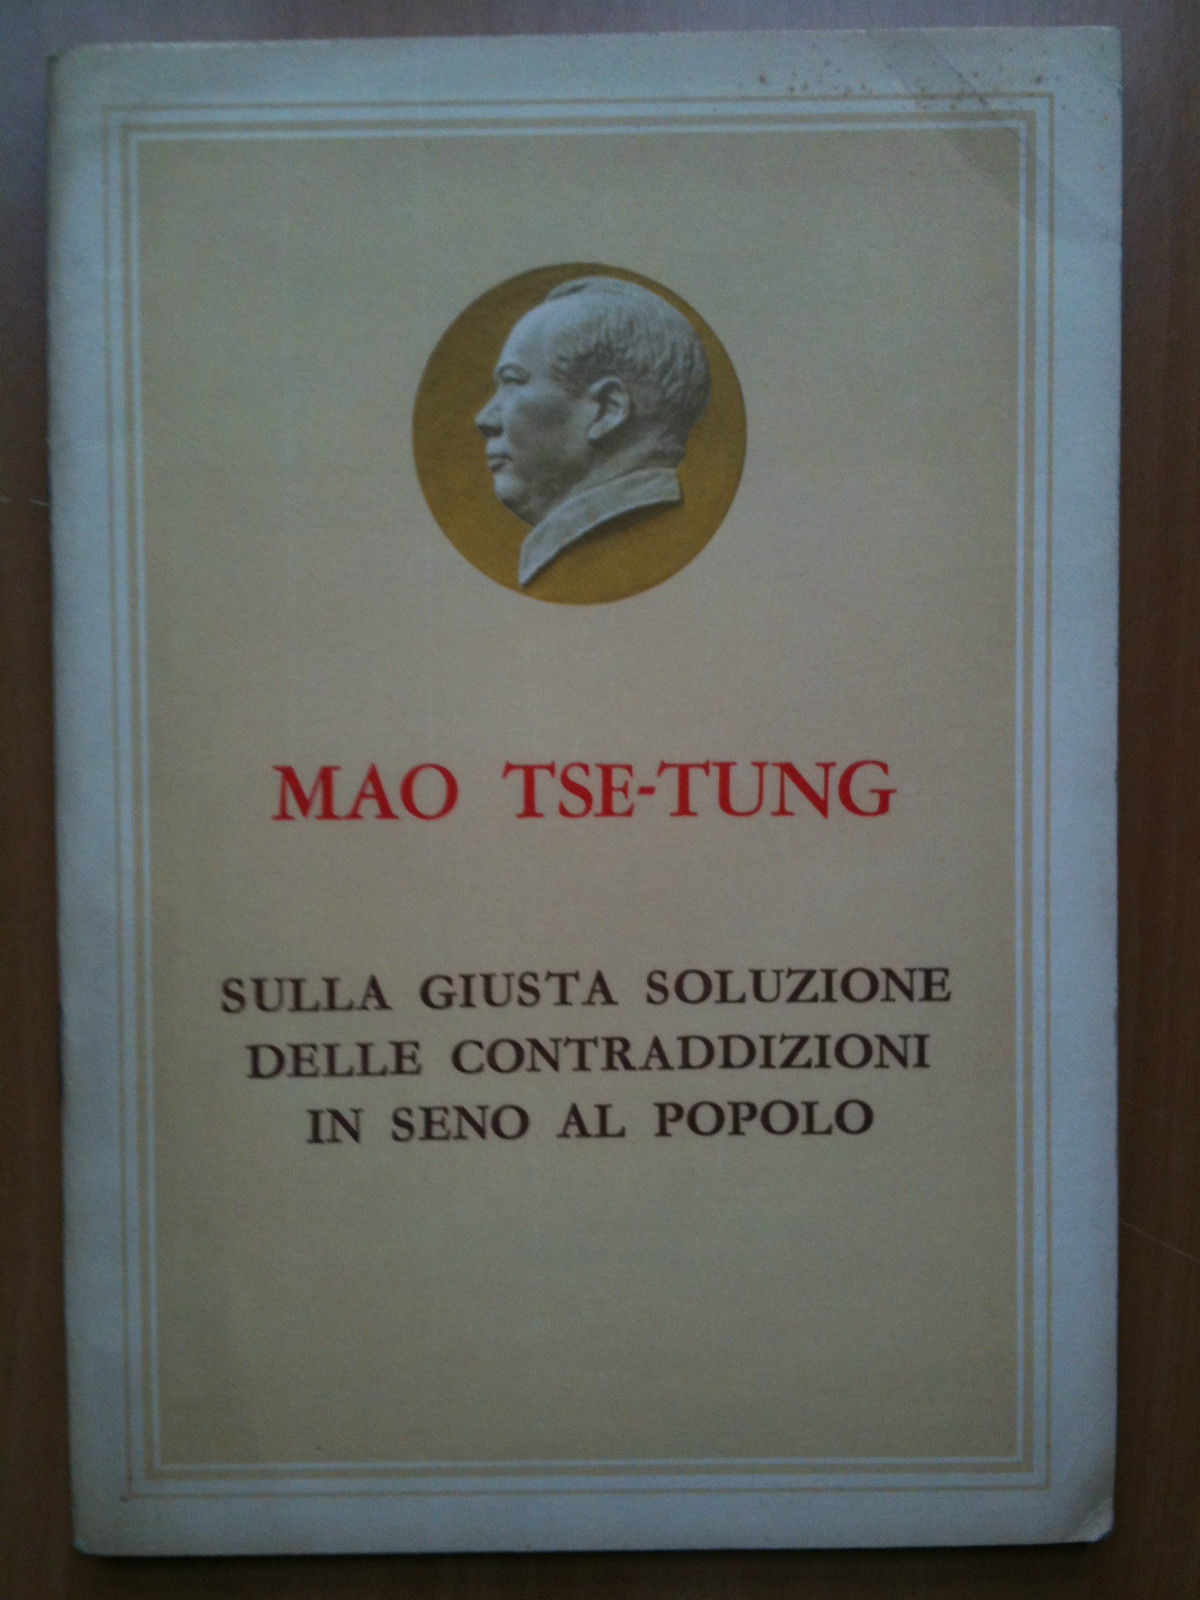 MAO TSE-TUNG
SULLA GIUSTA SOLUZIONE
DELLE CONTRADDIZIONI
IN SENO AL POPOLO